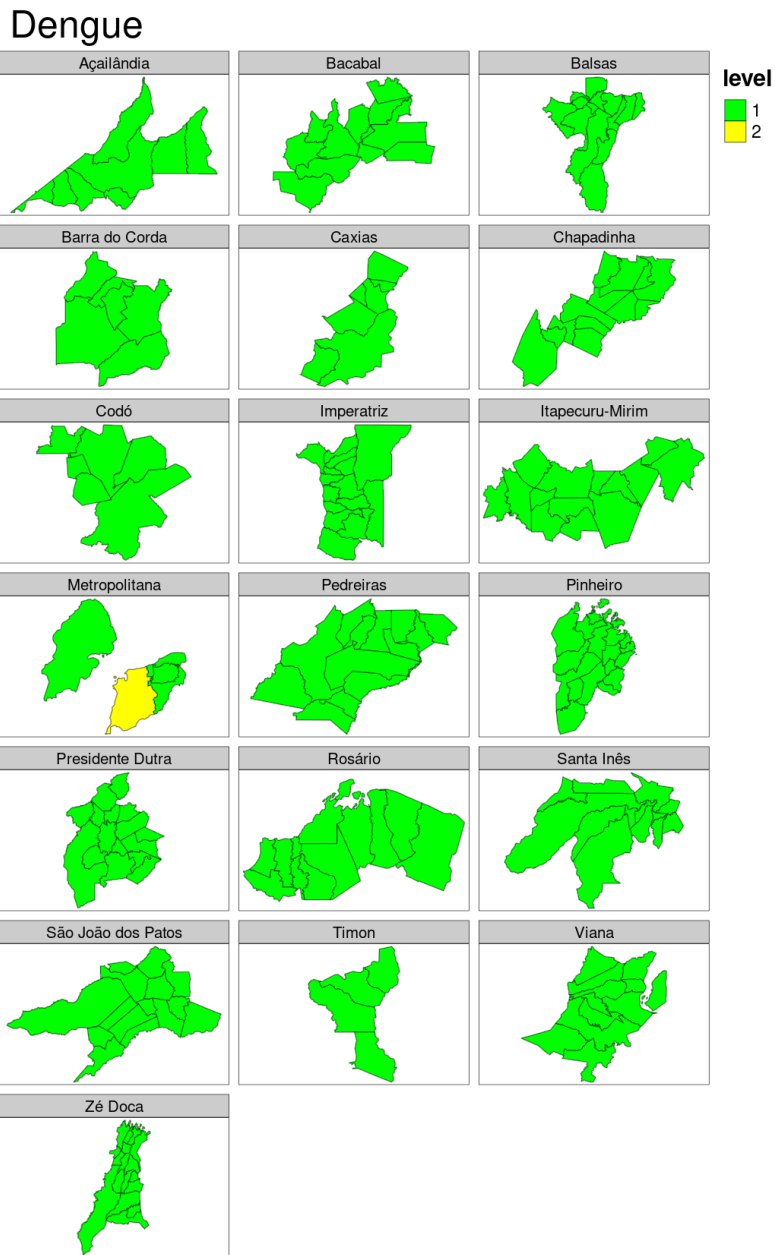 Dengue
Açailândia
Bacabal
Balsas
level
1
2
Barra do Corda
Caxias
Chapadinha
Codó
Imperatriz
Itapecuru-Mirim
Metropolitana
Pedreiras
Pinheiro
Presidente Dutra
Rosário
Santa Inês
São João dos Patos
Timon
Viana
Zé Doca